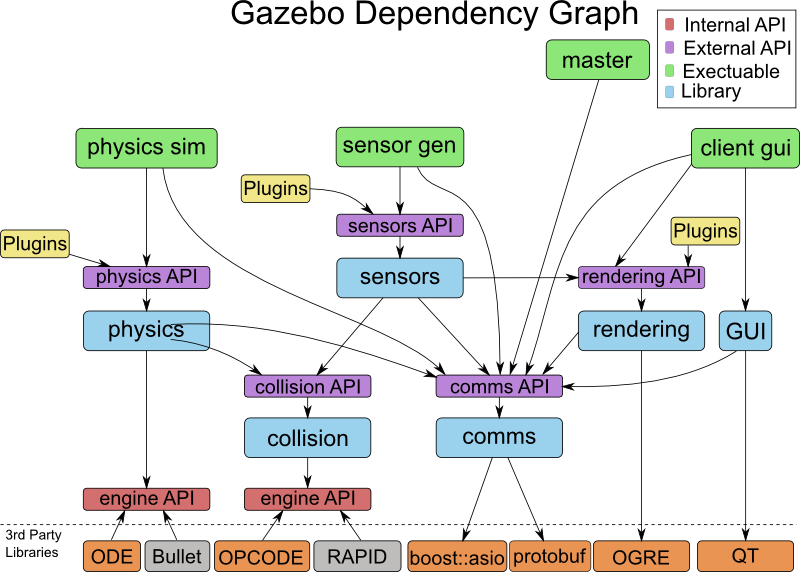 Gazebo Dependency Graph
Internal API
External API
Exectuable
Library
master
physics sim
sensor gen
client gui
Plugins
sensors API
Plugins
Plugins
physics API
sensors
rendering API
physics
rendering
GUI
collision API
comms API
collision
comms
engine API
engine API
3rd Party
Libraries
ODE
Bullet
OPCODE
RAPID
boost::asio
protobuf
OGRE
QT